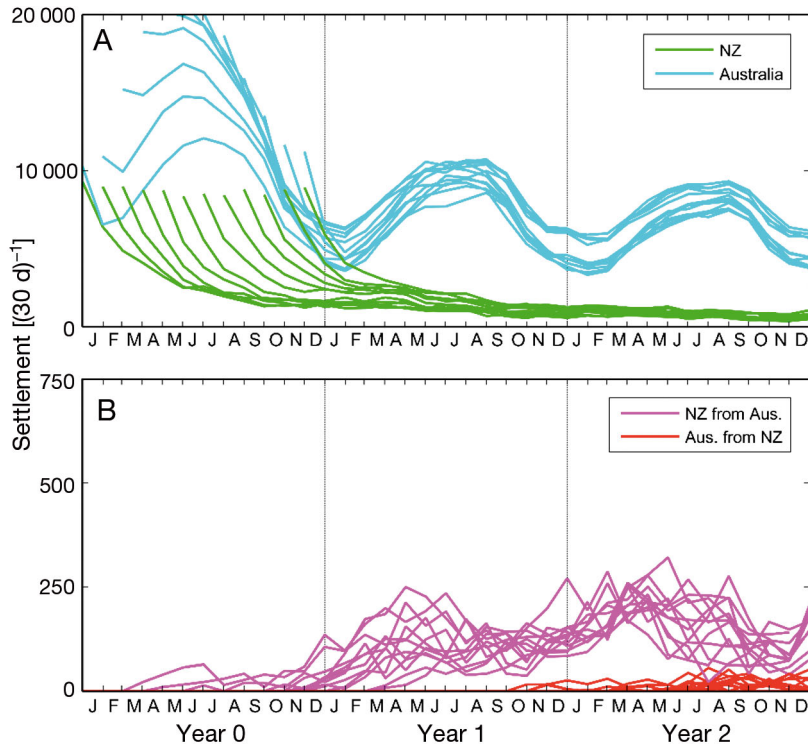 Settlement [(30 d)⁻¹]
A
20 000
10 000
0
NZ
Australia
J F M A M J J A S O N D J F M A M J J A S O N D J F M A M J J A S O N D
B
750
500
250
0
NZ from Aus.
Aus. from NZ
J F M A M J J A S O N D J F M A M J J A S O N D J F M A M J J A S O N D
Year 0 Year 1 Year 2